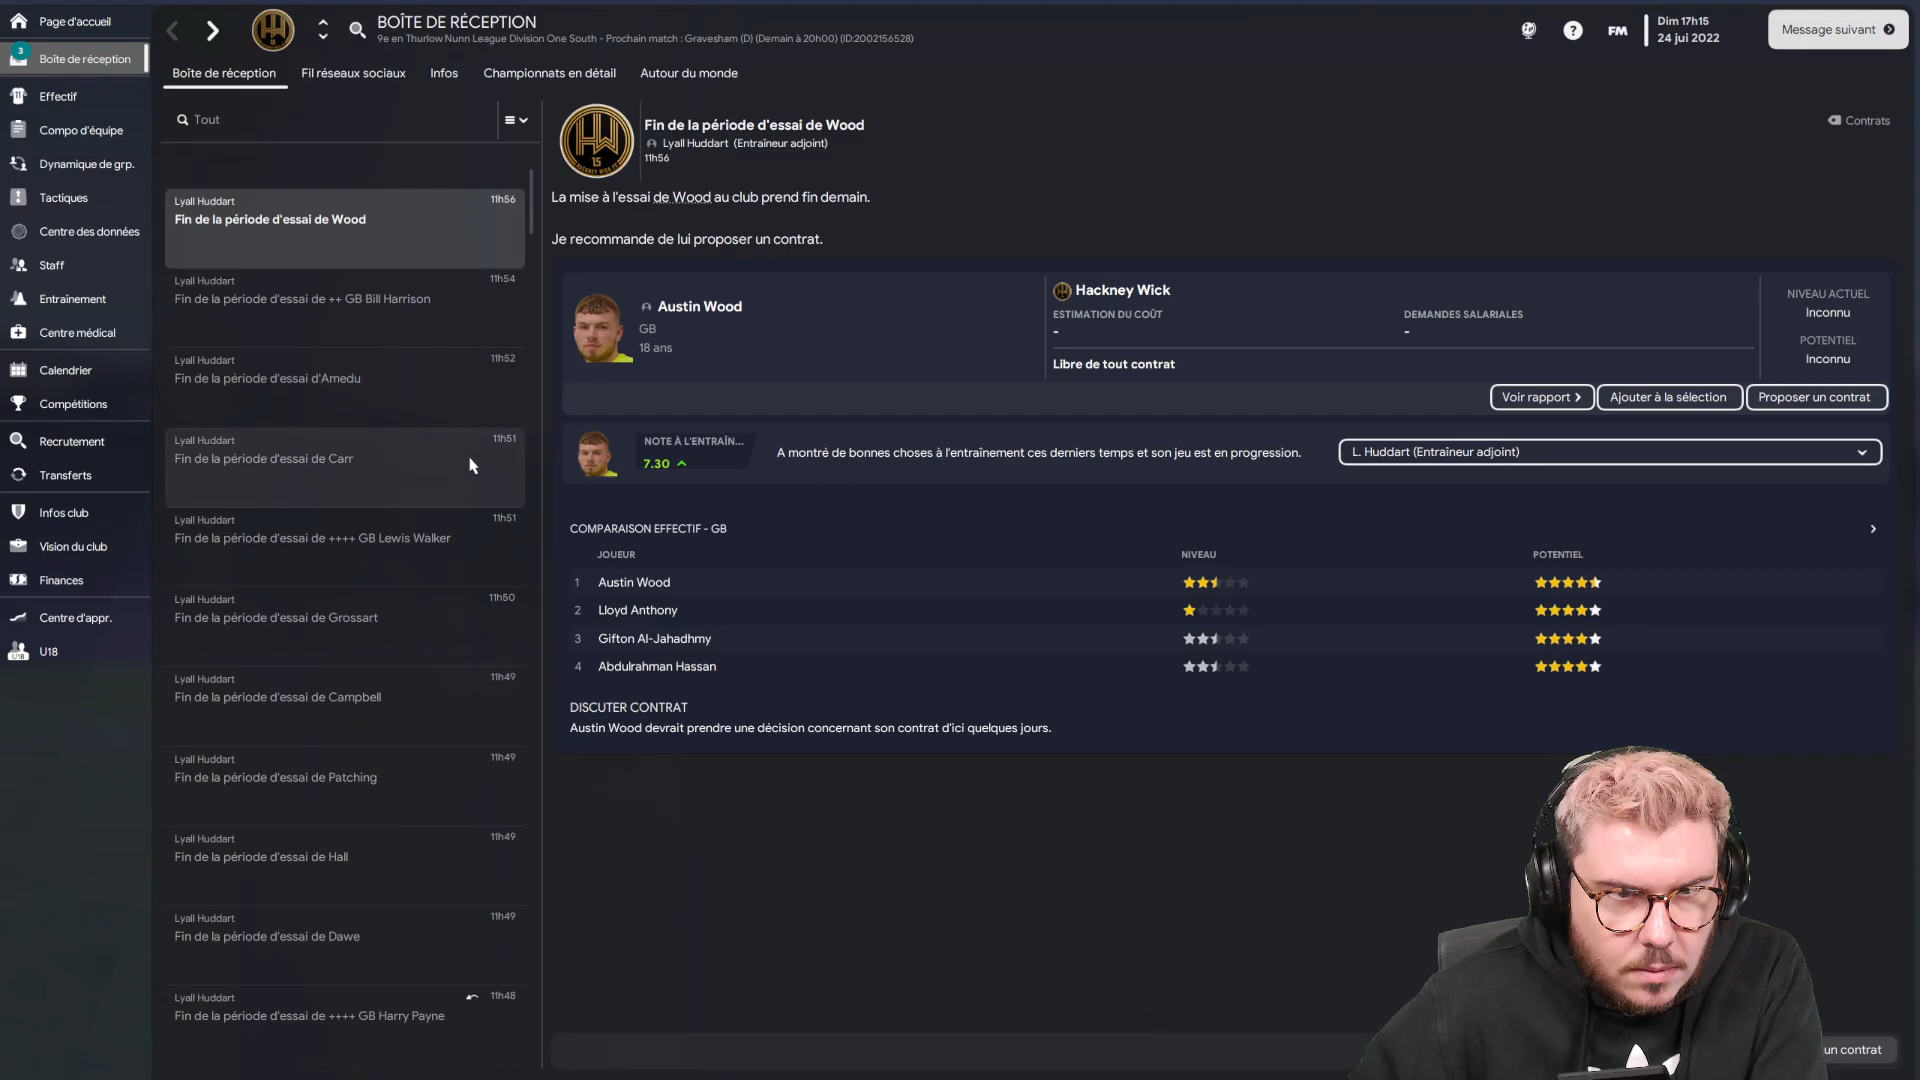 Page d'accueil
3
Boîte de réception
Effectif
Compo d'équipe
Dynamique de grp.
Tactiques
Centre des données
Staff
Entraînement
Centre médical
Calendrier
Compétitions
Recrutement
Transferts
Infos club
Vision du club
Finances
Centre d'appr.
U18
U18
BOÎTE DE RÉCEPTION
9e en Thurlow Nunn League Division One South - Prochain match : Gravesham (D) (Demain à 20h00) (ID:2002156528)
FM
Dim 17h15
24 jui 2022
Message suivant
Boîte de réception
Fil réseaux sociaux
Infos
Championnats en détail
Autour du monde
Tout
Lyall Huddart 11h56
Fin de la période d'essai de Wood
Lyall Huddart 11h54
Fin de la période d'essai de ++ GB Bill Harrison
Lyall Huddart 11h52
Fin de la période d'essai d'Amedu
Lyall Huddart 11h51
Fin de la période d'essai de Carr
Lyall Huddart 11h51
Fin de la période d'essai de ++++ GB Lewis Walker
Lyall Huddart 11h50
Fin de la période d'essai de Grossart
Lyall Huddart 11h49
Fin de la période d'essai de Campbell
Lyall Huddart 11h49
Fin de la période d'essai de Patching
Lyall Huddart 11h49
Fin de la période d'essai de Hall
Lyall Huddart 11h49
Fin de la période d'essai de Dawe
Lyall Huddart 11h48
Fin de la période d'essai de ++++ GB Harry Payne
HW
15
HACKNEY WICK FC
Fin de la période d'essai de Wood
Lyall Huddart (Entraîneur adjoint)
11h56
Contrats
La mise à l'essai de Wood au club prend fin demain.
Je recommande de lui proposer un contrat.
Austin Wood
GB
18 ans
Hackney Wick
ESTIMATION DU COÛT
-
DEMANDES SALARIALES
-
Libre de tout contrat
NIVEAU ACTUEL
Inconnu
POTENTIEL
Inconnu
Voir rapport
Ajouter à la sélection
Proposer un contrat
NOTE À L'ENTRAÎN...
7.30
A montré de bonnes choses à l'entraînement ces derniers temps et son jeu est en progression.
L. Huddart (Entraîneur adjoint)
COMPARAISON EFFECTIF - GB
JOUEUR NIVEAU POTENTIEL
1 Austin Wood
2 Lloyd Anthony
3 Gifton Al-Jahadhmy
4 Abdulrahman Hassan
DISCUTER CONTRAT
Austin Wood devrait prendre une décision concernant son contrat d'ici quelques jours.
un contrat